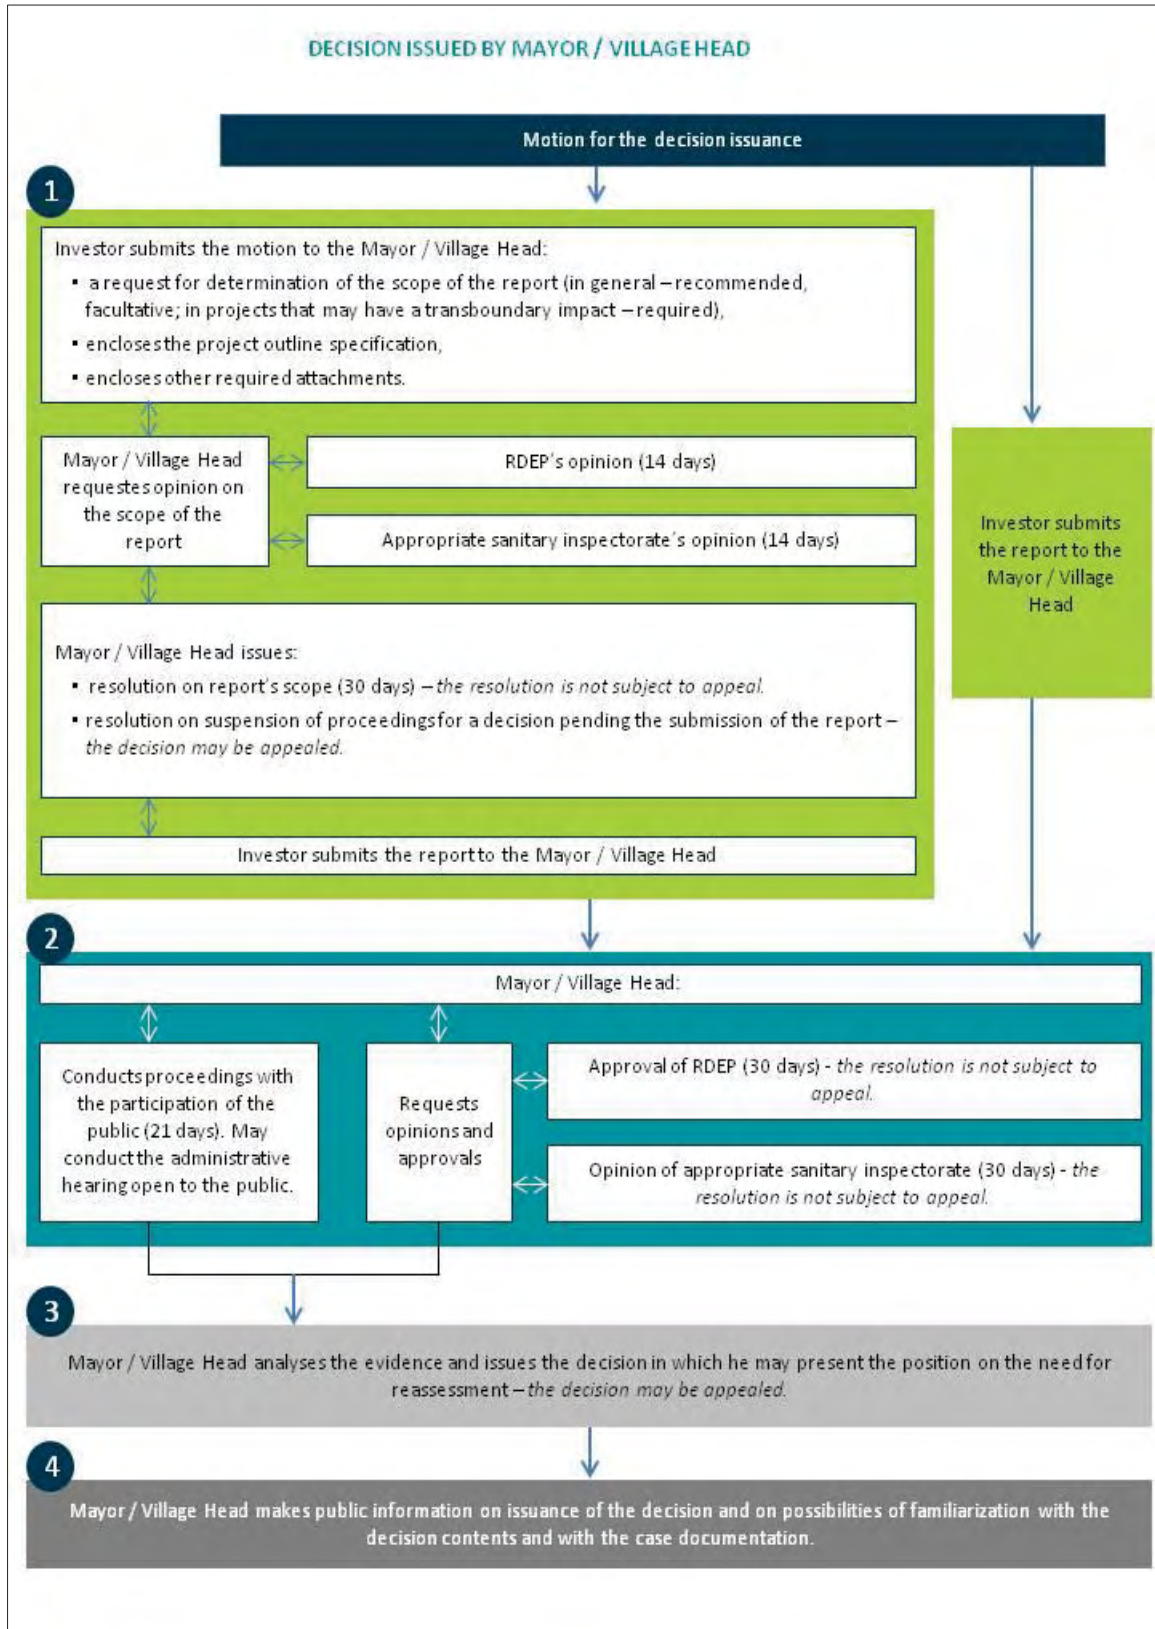 DECISION ISSUED BY MAYOR / VILLAGE HEAD
Motion for the decision issuance
1
Investor submits the motion to the Mayor / Village Head:
▪ a request for determination of the scope of the report (in general – recommended,
facultative; in projects that may have a transboundary impact – required),
▪ encloses the project outline specification,
▪ encloses other required attachments.
Mayor / Village Head
requestes opinion on
the scope of the
report
RDEP's opinion (14 days)
Appropriate sanitary inspectorate's opinion (14 days)
Investor submits
the report to the
Mayor / Village
Head
Mayor / Village Head issues:
▪ resolution on report's scope (30 days) – the resolution is not subject to appeal.
▪ resolution on suspension of proceedings for a decision pending the submission of the report –
the decision may be appealed.
Investor submits the report to the Mayor / Village Head
2
Mayor / Village Head:
Conducts proceedings with
the participation of the
public (21 days). May
conduct the administrative
hearing open to the public.
Requests
opinions and
approvals
Approval of RDEP (30 days) - the resolution is not subject to
appeal.
Opinion of appropriate sanitary inspectorate (30 days) - the
resolution is not subject to appeal.
3
Mayor / Village Head analyses the evidence and issues the decision in which he may present the position on the need for
reassessment – the decision may be appealed.
4
Mayor / Village Head makes public information on issuance of the decision and on possibilities of familiarization with the
decision contents and with the case documentation.